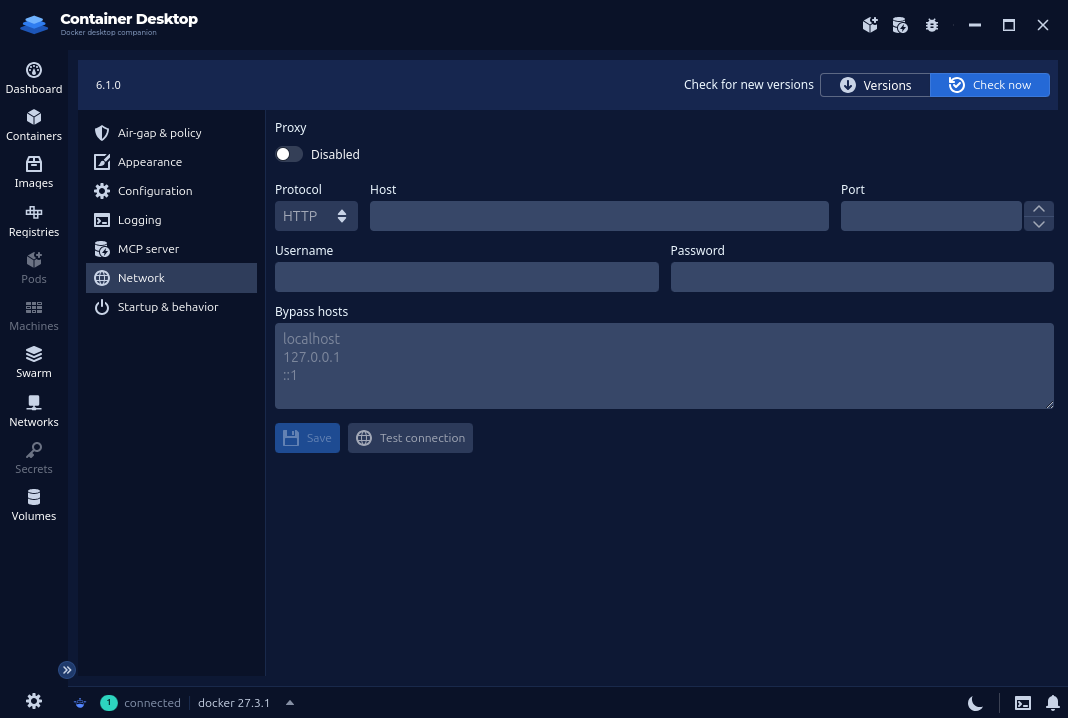 Container Desktop
Docker desktop companion
Dashboard
Containers
Images
Registries
Pods
Machines
Swarm
Networks
Secrets
Volumes
6.1.0
Check for new versions
Versions
Check now
Air-gap & policy
Appearance
Configuration
Logging
MCP server
Network
Startup & behavior
Proxy
Disabled
Protocol
Host
Port
HTTP
Username
Password
Bypass hosts
localhost
127.0.0.1
::1
Save
Test connection
1 connected
docker 27.3.1